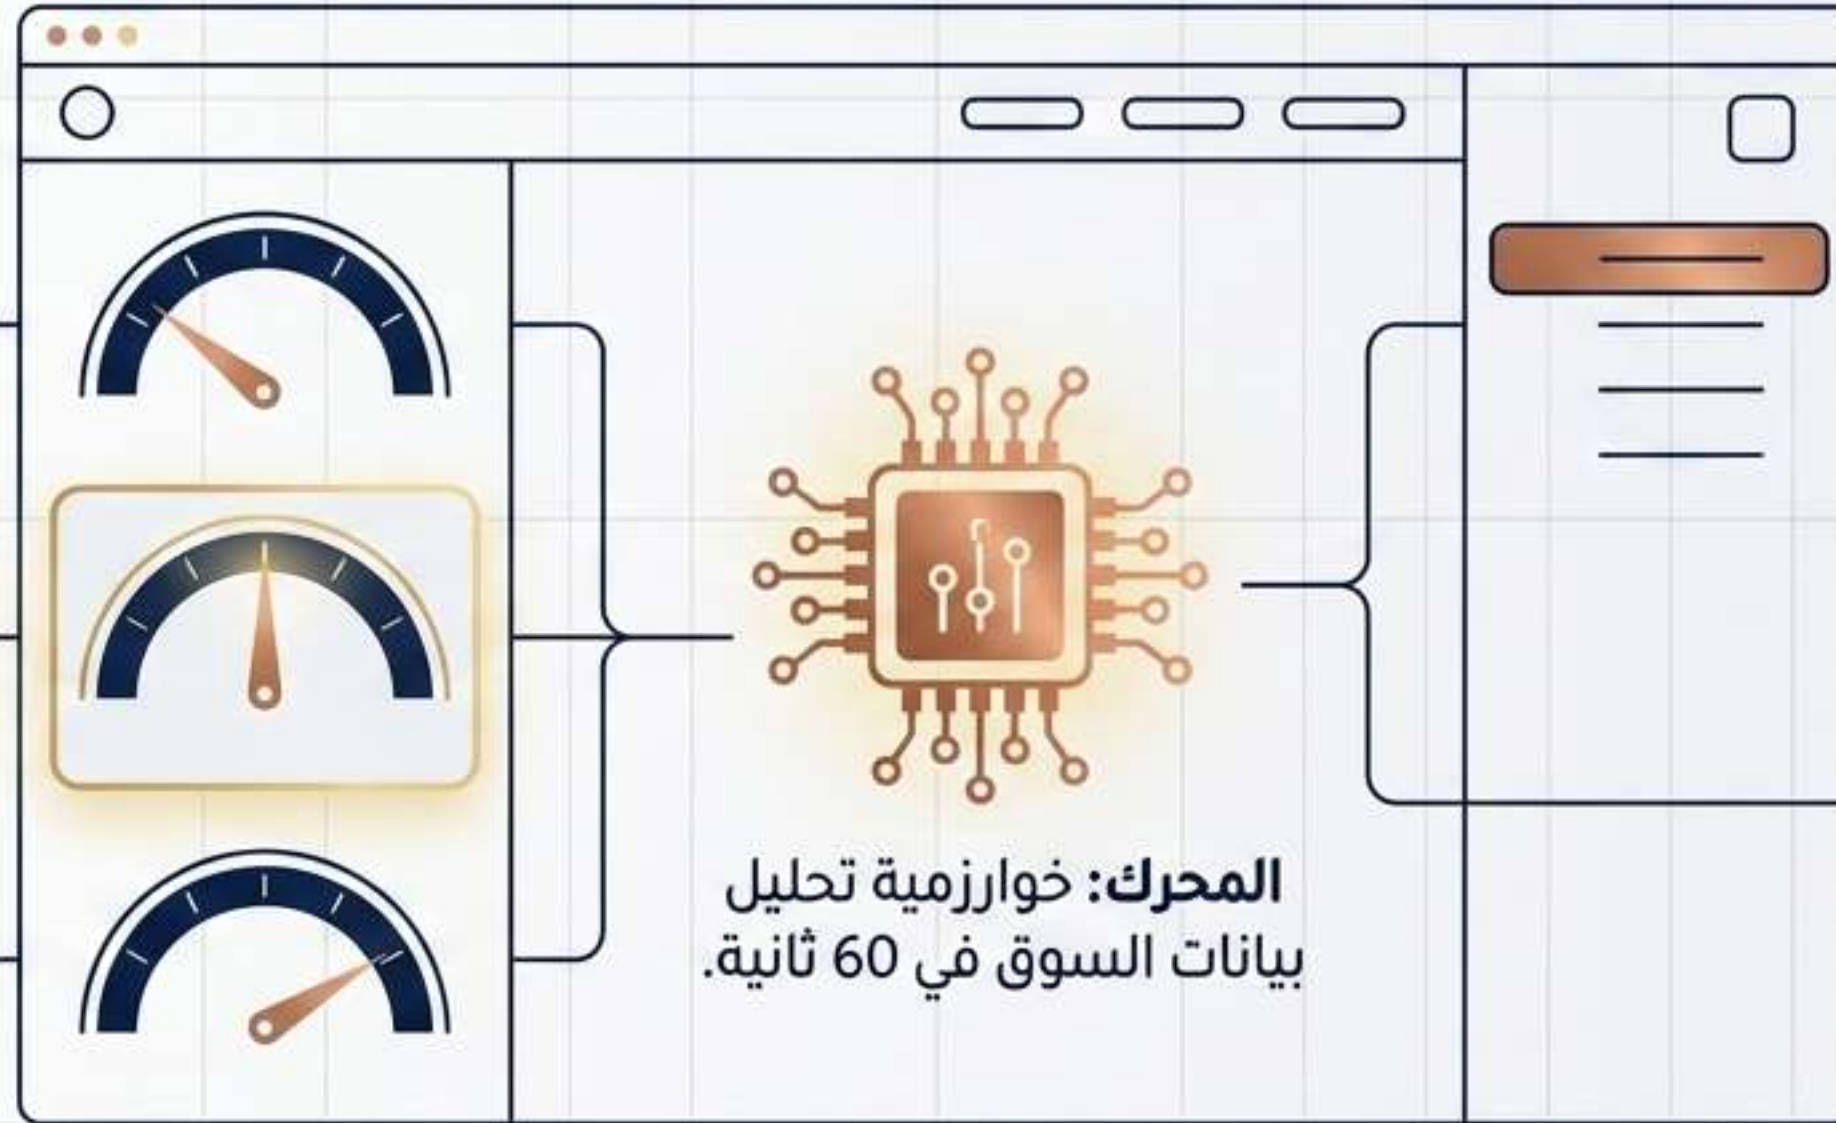 المحرك: خوارزمية تحليل
بيانات السوق في 60 ثانية.